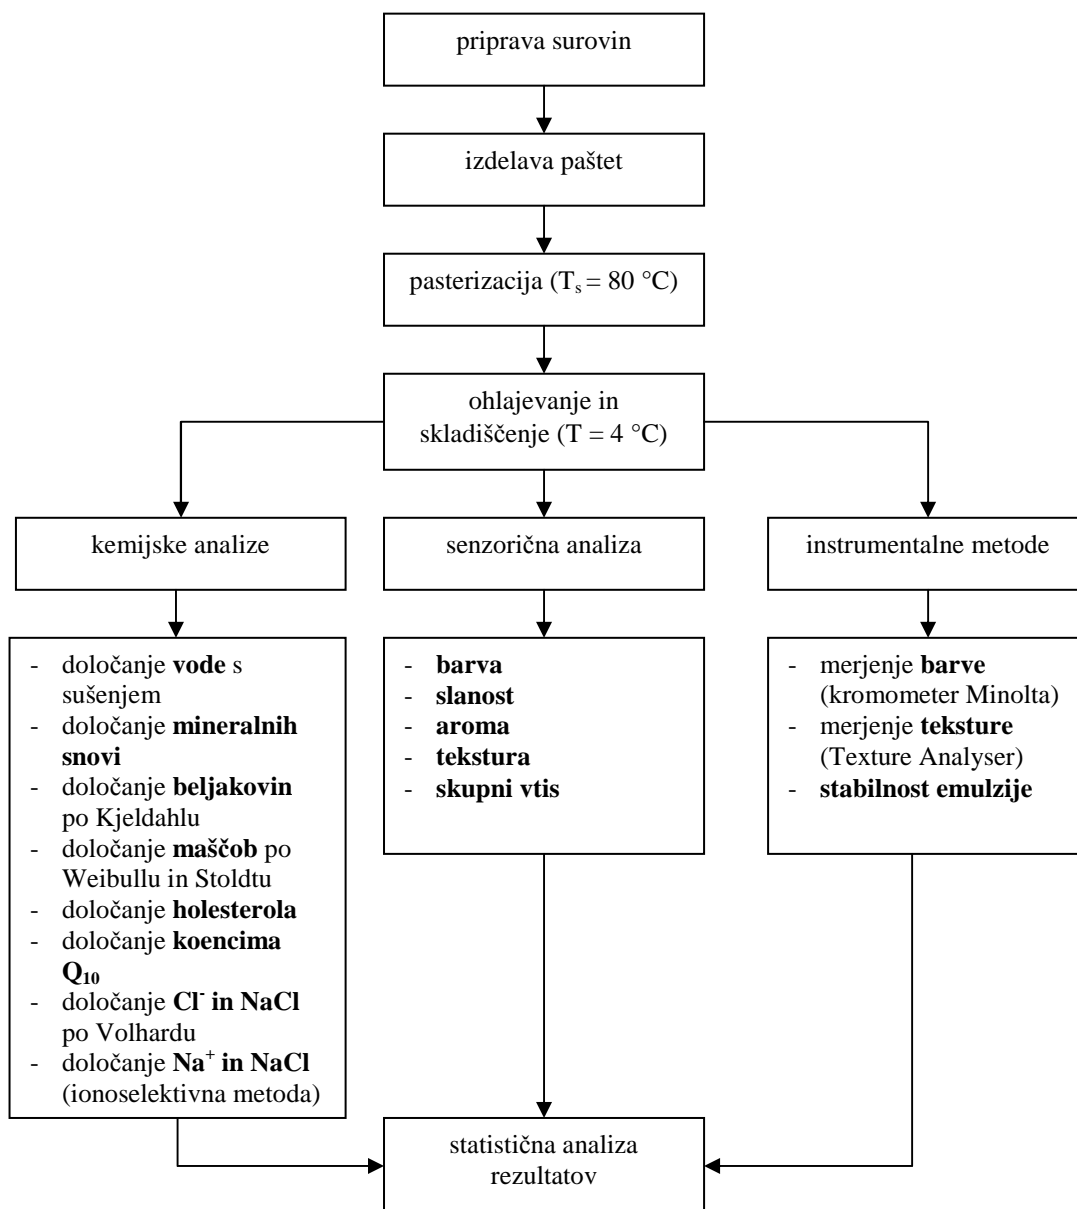 priprava surovin
izdelava paštet
pasterizacija (Tₛ = 80 °C)
ohlajevanje in
skladiščenje (T = 4 °C)
kemijske analize
senzorična analiza
instrumentalne metode
- določanje vode s
sušenjem
- določanje mineralnih
snovi
- določanje beljakovin
po Kjeldahlu
- določanje maščob po
Weibullu in Stoldtu
- določanje holesterola
- določanje koencima
Q₁₀
- določanje Cl⁻ in NaCl
po Volhardu
- določanje Na⁺ in NaCl
(ionoselektivna metoda)
- barva
- slanost
- aroma
- tekstura
- skupni vtis
- merjenje barve
(kromometer Minolta)
- merjenje teksture
(Texture Analyser)
- stabilnost emulzije
statistična analiza
rezultatov